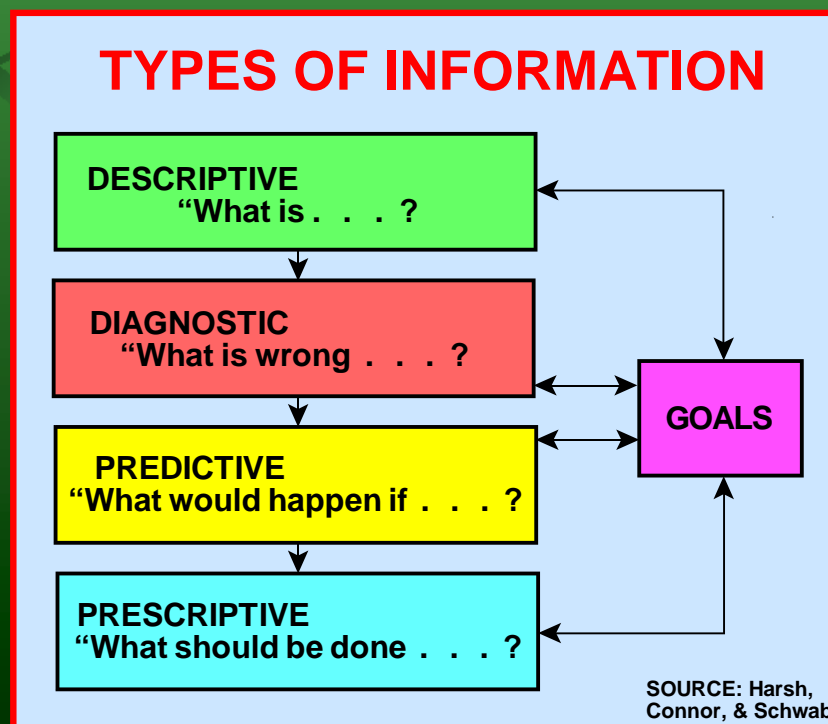 TYPES OF INFORMATION
DESCRIPTIVE
“What is . . . ?
DIAGNOSTIC
“What is wrong . . . ?
GOALS
PREDICTIVE
“What would happen if . . . ?
PRESCRIPTIVE
“What should be done . . . ?
SOURCE: Harsh,
Connor, & Schwab